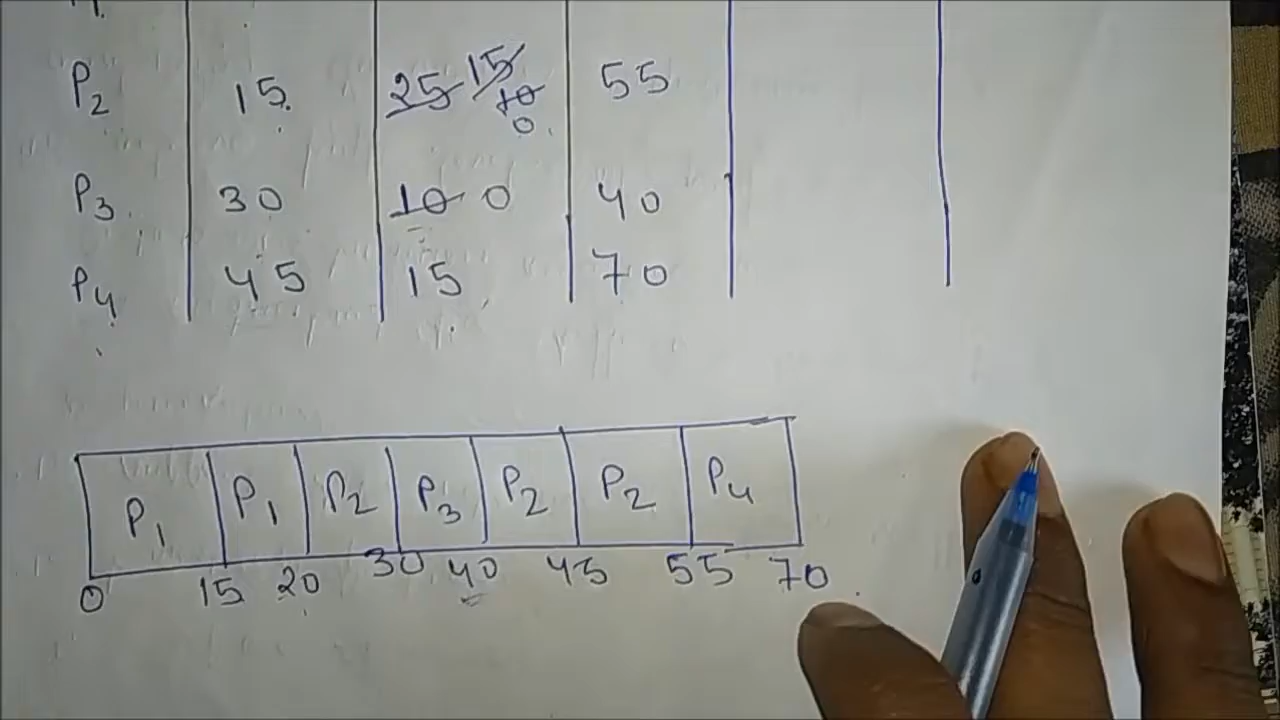 P2 15. 25 15 10 0. 55
P3. 30 10 0 40
P4 45 15 70
P1 P1 P2 P3 P2 P2 P4
0 15 20 30 40 45 55 70